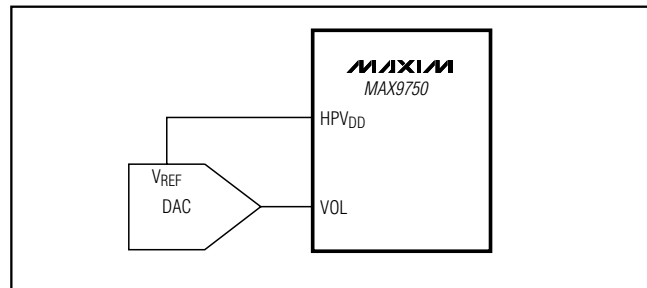 MAXIM
MAX9750
HPVDD
VREF
DAC
VOL